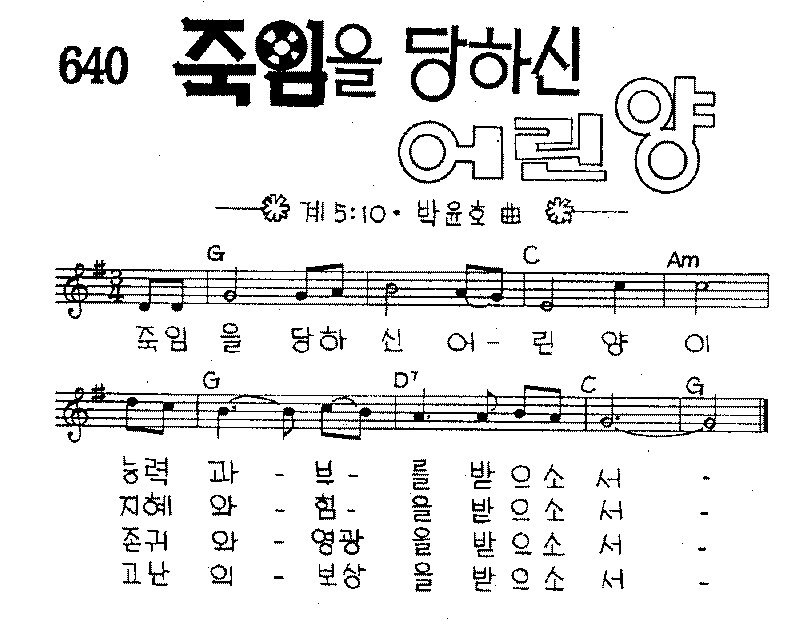 640 죽임을 당하신
어린양
계 5:10 · 박윤호 曲
G C Am
3/4
죽임 을 당하 신 어 - 린 양 이
G D7 C G
능력 과 - 부 - 를 받으소서 -
지혜 와 - 힘 - 을 받으소서 -
존귀 와 - 영광 을 받으소서 -
고난 의 - 보상 을 받으소서 -